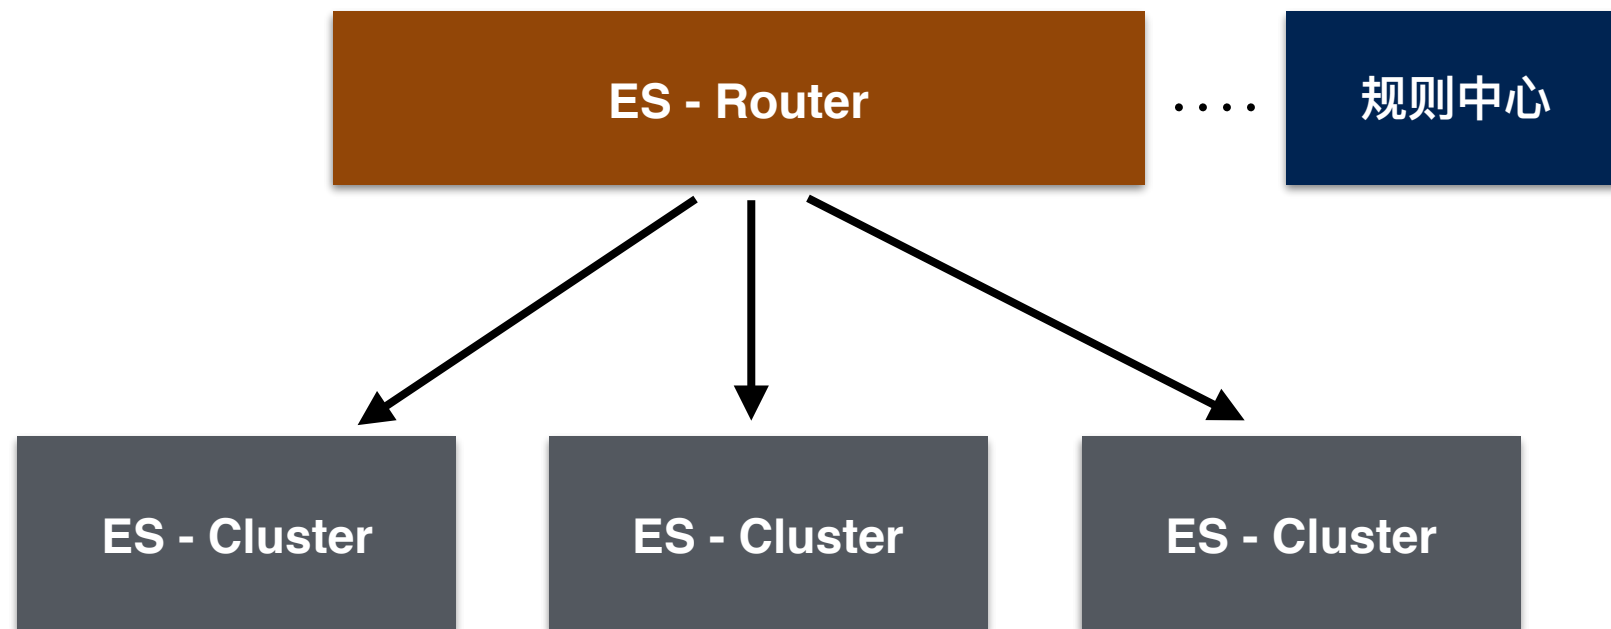 ES - Router
....
规则中心
ES - Cluster
ES - Cluster
ES - Cluster